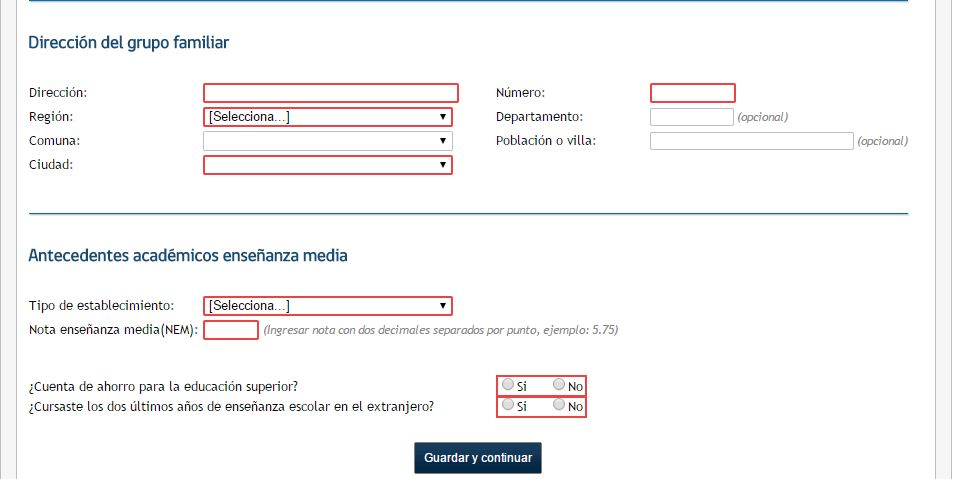 Dirección del grupo familiar
Dirección: Número:
Región: [Selecciona...] Departamento: (opcional)
Comuna: Población o villa: (opcional)
Ciudad:
Antecedentes académicos enseñanza media
Tipo de establecimiento: [Selecciona...]
Nota enseñanza media(NEM): (Ingresar nota con dos decimales separados por punto, ejemplo: 5.75)
¿Cuenta de ahorro para la educación superior? Si No
¿Cursaste los dos últimos años de enseñanza escolar en el extranjero? Si No
Guardar y continuar